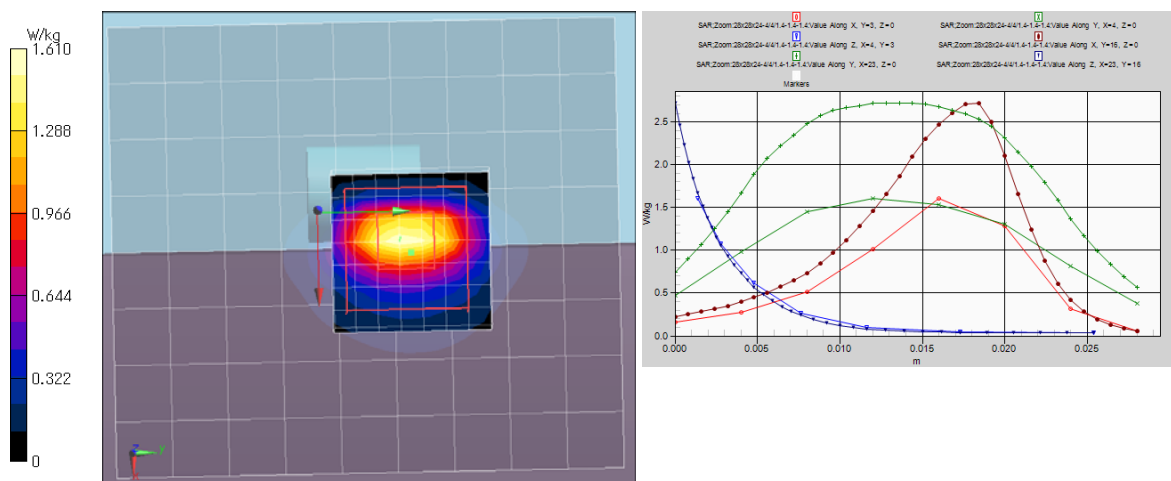 W/kg
1.610
1.288
0.966
0.644
0.322
0
z
y
SAR;Zoom:28x28x24-4/4/1.4-1.4-1.4:Value Along X, Y=3, Z=0
SAR;Zoom:28x28x24-4/4/1.4-1.4-1.4:Value Along Y, X=4, Z=0
SAR;Zoom:28x28x24-4/4/1.4-1.4-1.4:Value Along Z, X=4, Y=3
SAR;Zoom:28x28x24-4/4/1.4-1.4-1.4:Value Along X, Y=16, Z=0
SAR;Zoom:28x28x24-4/4/1.4-1.4-1.4:Value Along Y, X=23, Z=0
SAR;Zoom:28x28x24-4/4/1.4-1.4-1.4:Value Along Z, X=23, Y=16
Markers
W/kg
2.5
2.0
1.5
1.0
0.5
0.0
0.000
0.005
0.010
0.015
0.020
0.025
m